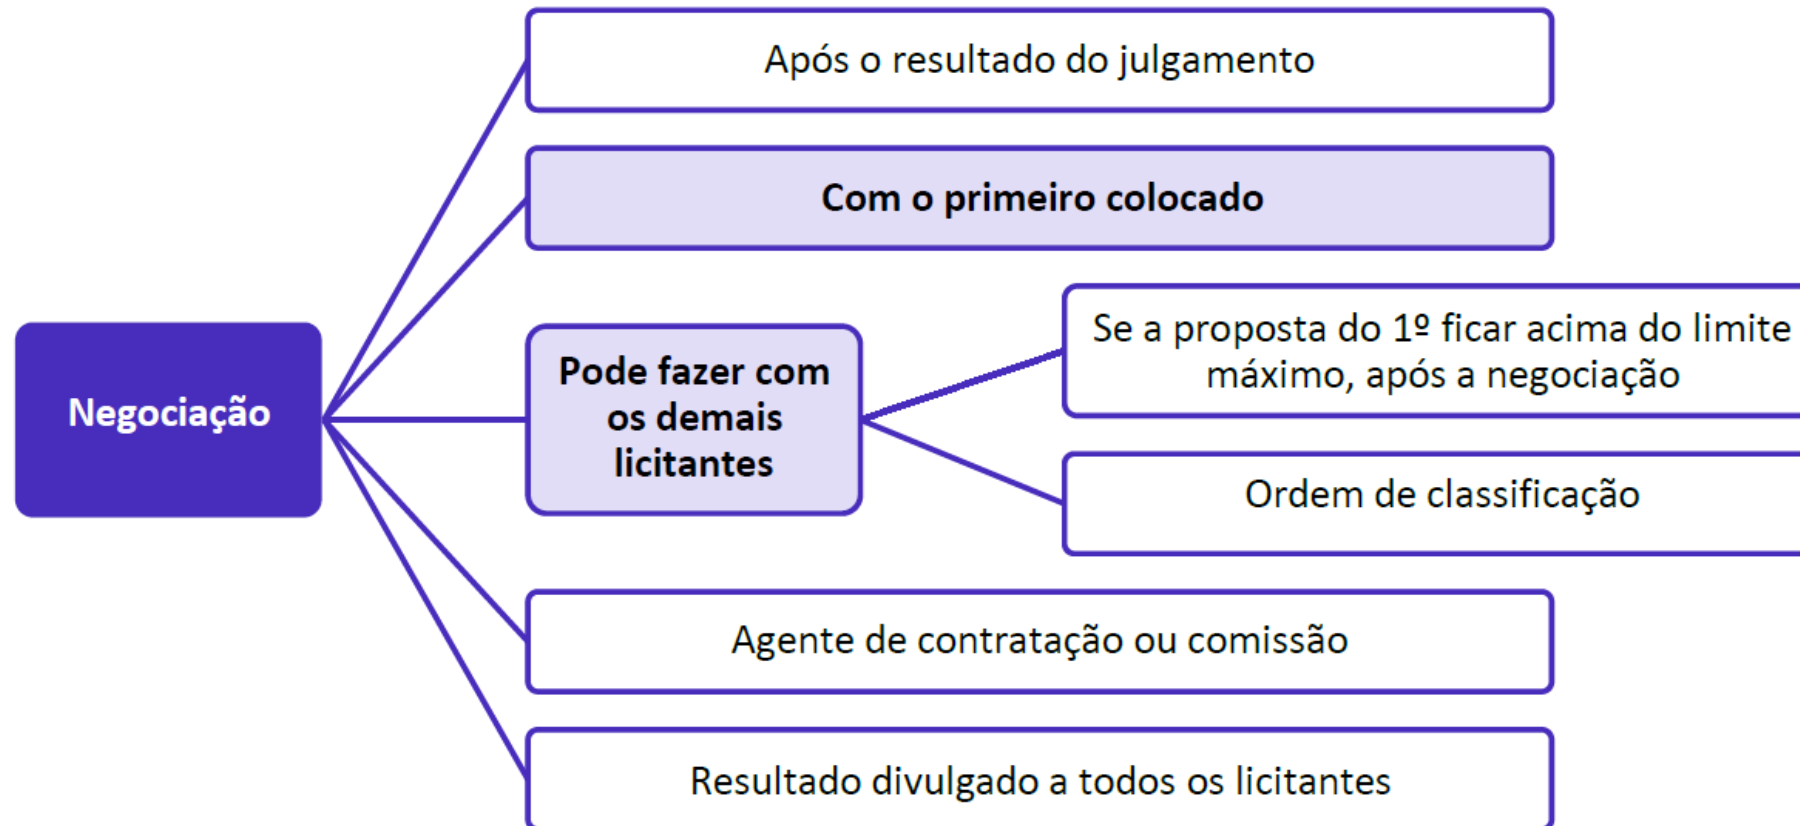 Após o resultado do julgamento
Com o primeiro colocado
Negociação
Pode fazer com
os demais
licitantes
Se a proposta do 1º ficar acima do limite
máximo, após a negociação
Ordem de classificação
Agente de contratação ou comissão
Resultado divulgado a todos os licitantes